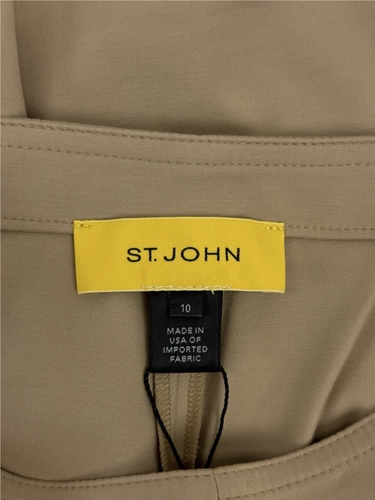 ST. JOHN
10
MADE IN
USA OF
IMPORTED
FABRIC